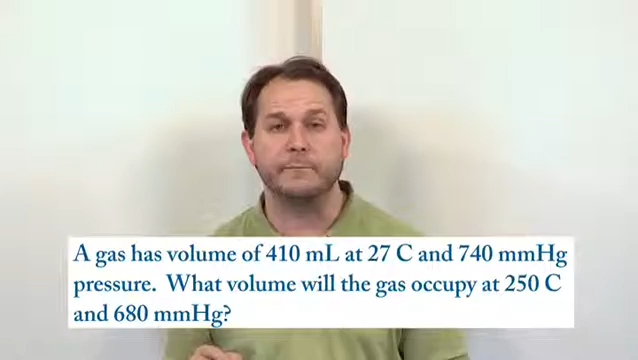 A gas has volume of 410 mL at 27 C and 740 mmHg
pressure. What volume will the gas occupy at 250 C
and 680 mmHg?